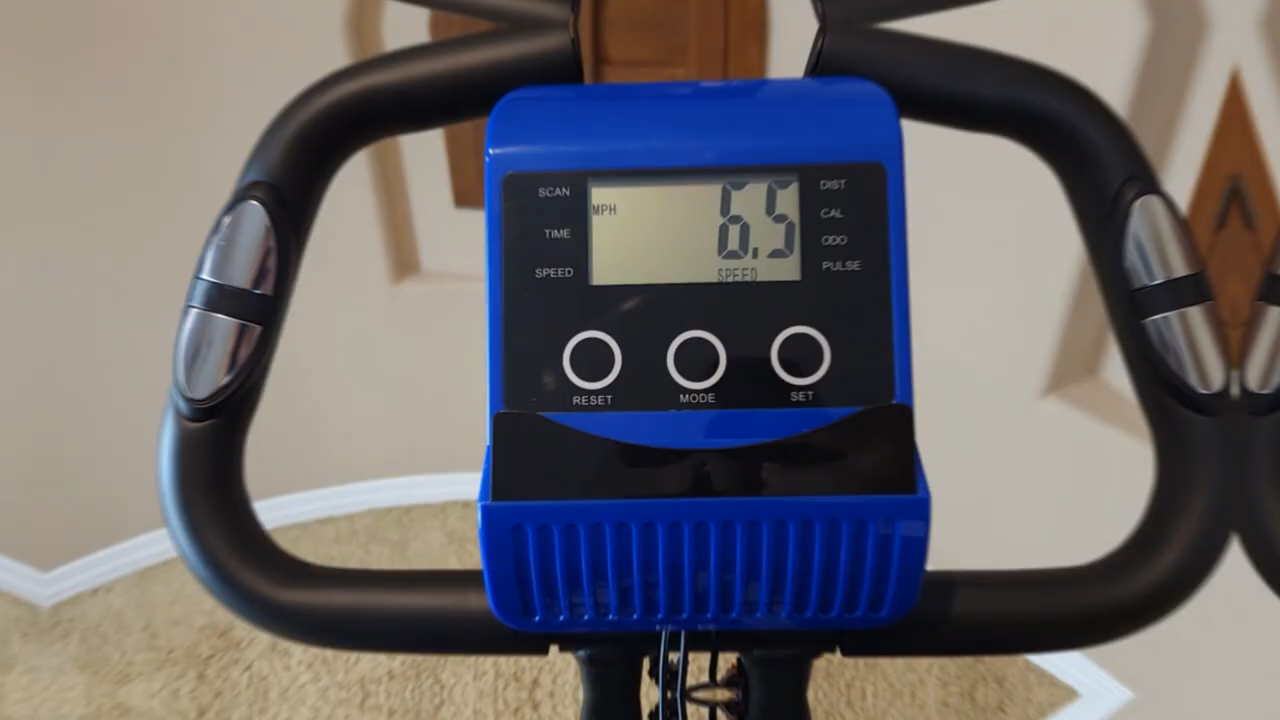 SCAN
TIME
SPEED
MPH
6.5
SPEED
DIST
CAL
ODO
PULSE
RESET
MODE
SET